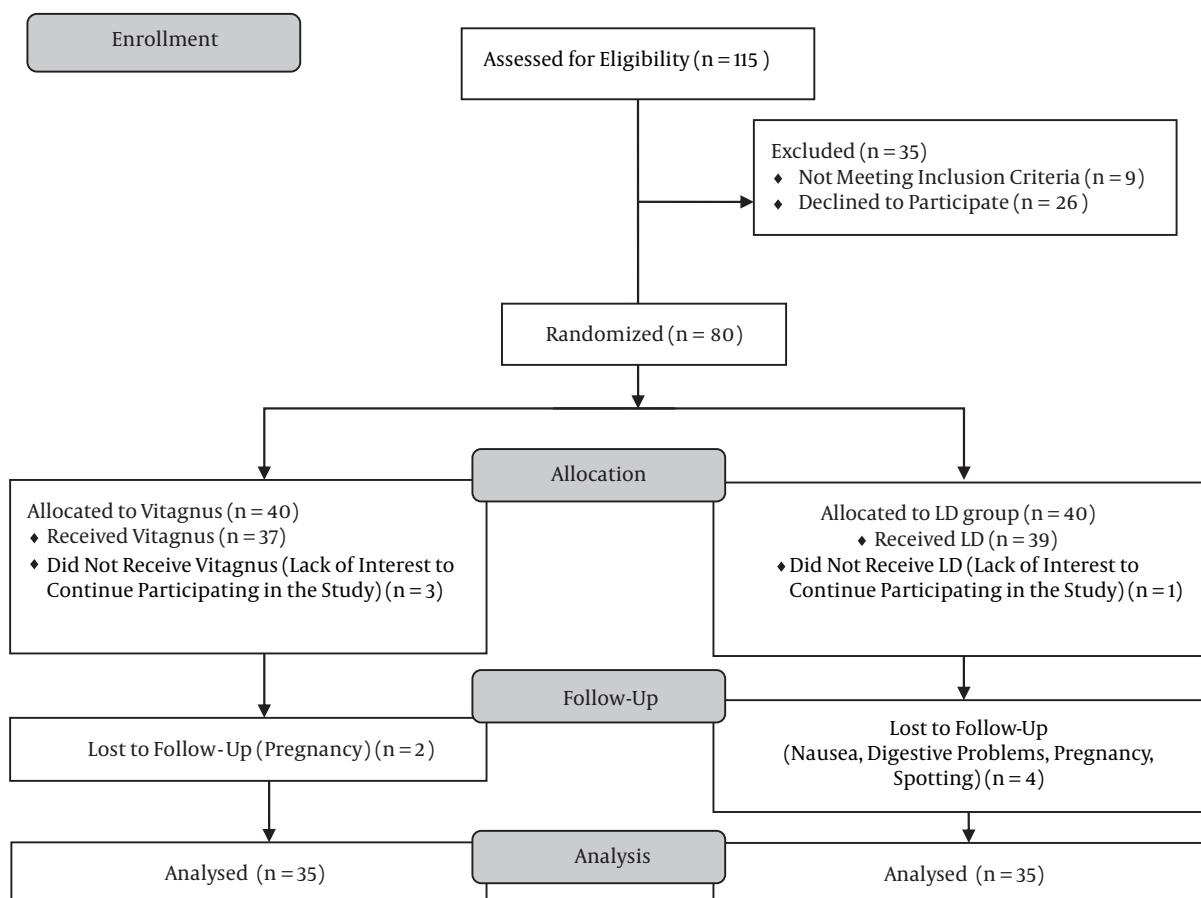 Enrollment
Assessed for Eligibility (n = 115 )
Excluded (n = 35)
♦ Not Meeting Inclusion Criteria (n = 9)
♦ Declined to Participate (n = 26)
Randomized (n = 80)
Allocation
Allocated to Vitagnus (n = 40)
♦ Received Vitagnus (n = 37)
♦ Did Not Receive Vitagnus (Lack of Interest to
Continue Participating in the Study) (n = 3)
Allocated to LD group (n = 40)
♦ Received LD (n = 39)
♦ Did Not Receive LD (Lack of Interest to
Continue Participating in the Study) (n = 1)
Follow-Up
Lost to Follow-Up (Pregnancy) (n = 2)
Lost to Follow-Up
(Nausea, Digestive Problems, Pregnancy,
Spotting) (n = 4)
Analysis
Analysed (n = 35)
Analysed (n = 35)